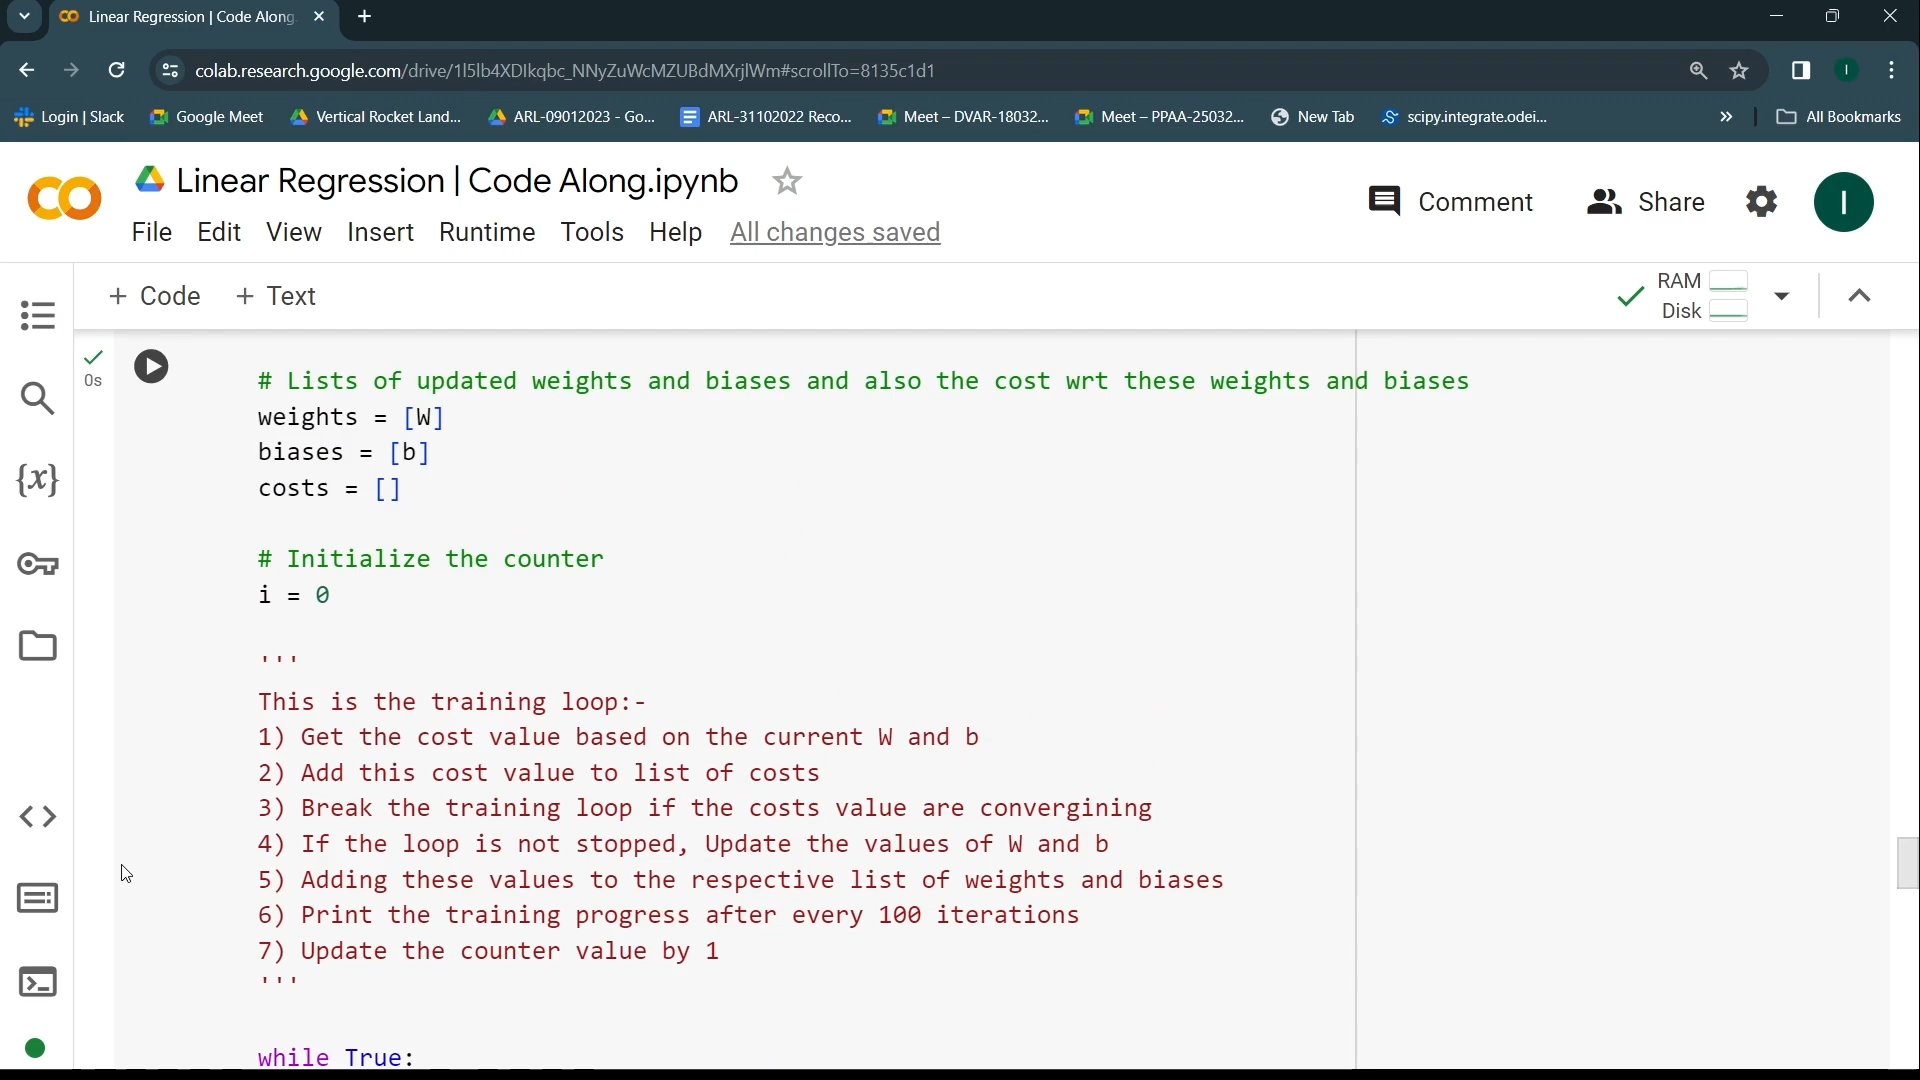 Linear Regression | Code Along
colab.research.google.com/drive/1I5Ib4XDIkqbc_NNyZuWcMZUBdMXrjlWm#scrollTo=8135c1d1
I
Login | Slack
Google Meet
Vertical Rocket Land...
ARL-09012023 - Go...
ARL-31102022 Reco...
Meet – DVAR-18032...
Meet – PPAA-25032...
New Tab
scipy.integrate.odei...
»
All Bookmarks
Linear Regression | Code Along.ipynb
Comment
Share
I
File Edit View Insert Runtime Tools Help All changes saved
+ Code + Text
RAM
Disk
{x}
0s
# Lists of updated weights and biases and also the cost wrt these weights and biases
weights = [W]
biases = [b]
costs = []
# Initialize the counter
i = 0
'''
This is the training loop:-
1) Get the cost value based on the current W and b
2) Add this cost value to list of costs
3) Break the training loop if the costs value are convergining
4) If the loop is not stopped, Update the values of W and b
5) Adding these values to the respective list of weights and biases
6) Print the training progress after every 100 iterations
7) Update the counter value by 1
'''
while True: